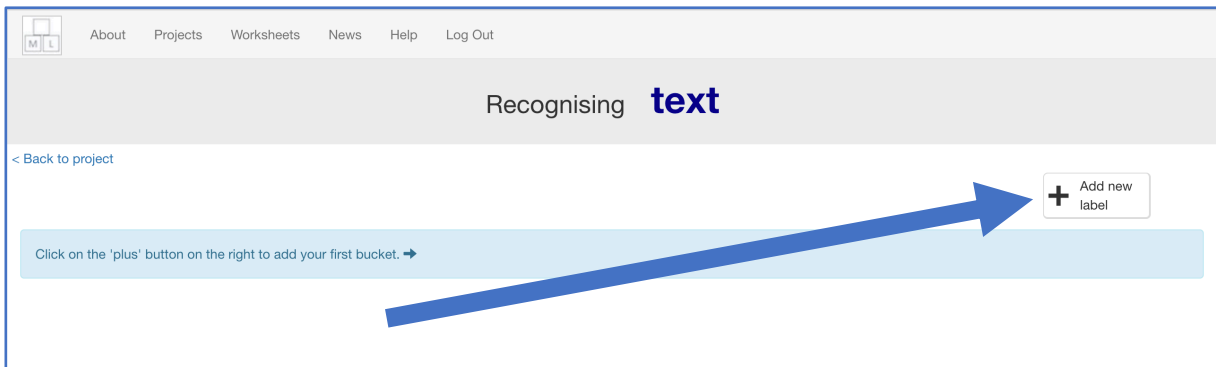 M L About Projects Worksheets News Help Log Out
Recognising text
< Back to project
+ Add new
label
Click on the 'plus' button on the right to add your first bucket. ➜